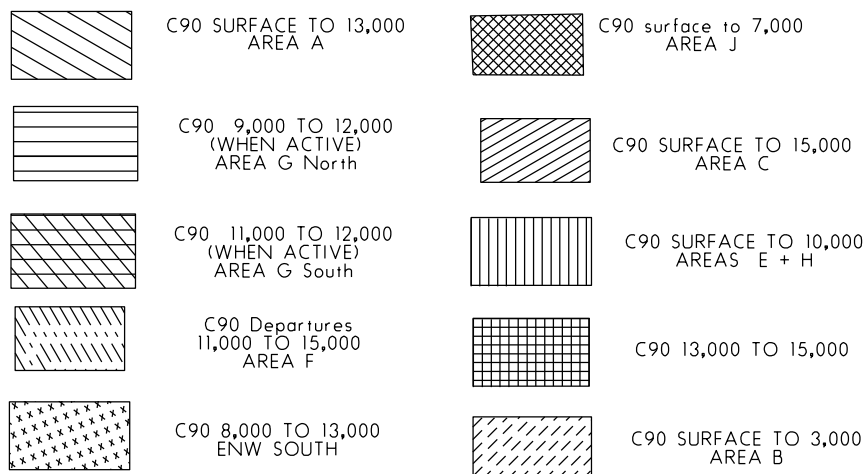 C90 SURFACE TO 13,000
AREA A
C90 9,000 TO 12,000
(WHEN ACTIVE)
AREA G North
C90 11,000 TO 12,000
(WHEN ACTIVE)
AREA G South
C90 Departures
11,000 TO 15,000
AREA F
C90 8,000 TO 13,000
ENW SOUTH
C90 surface to 7,000
AREA J
C90 SURFACE TO 15,000
AREA C
C90 SURFACE TO 10,000
AREAS E + H
C90 13,000 TO 15,000
C90 SURFACE TO 3,000
AREA B